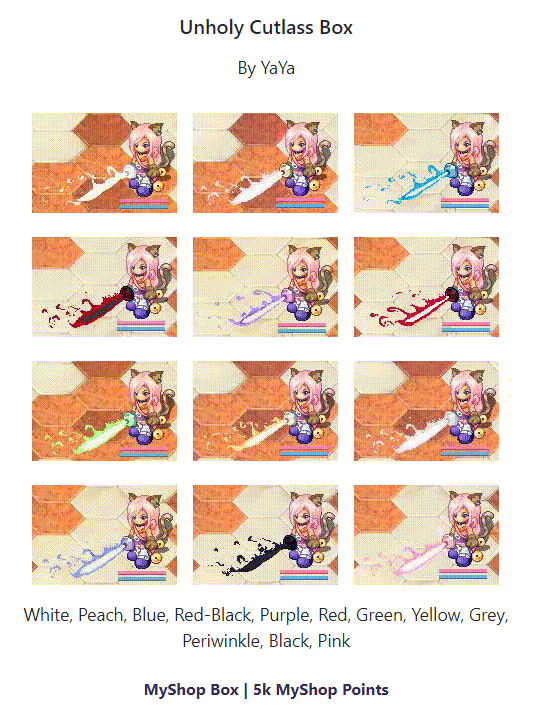 Unholy Cutlass Box
By YaYa
White, Peach, Blue, Red-Black, Purple, Red, Green, Yellow, Grey,
Periwinkle, Black, Pink
MyShop Box | 5k MyShop Points